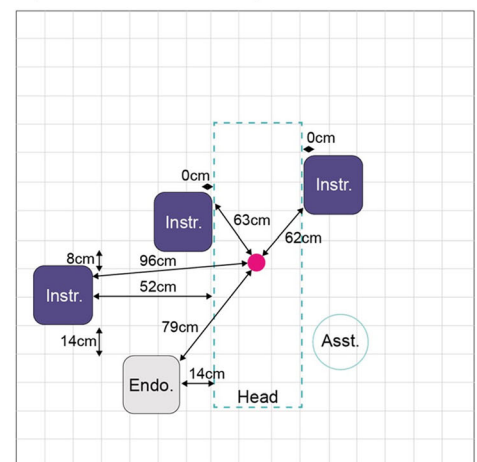 0cm
Instr.
0cm
Instr.
63cm
62cm
8cm
96cm
Instr.
52cm
14cm
79cm
Asst.
14cm
Endo.
Head